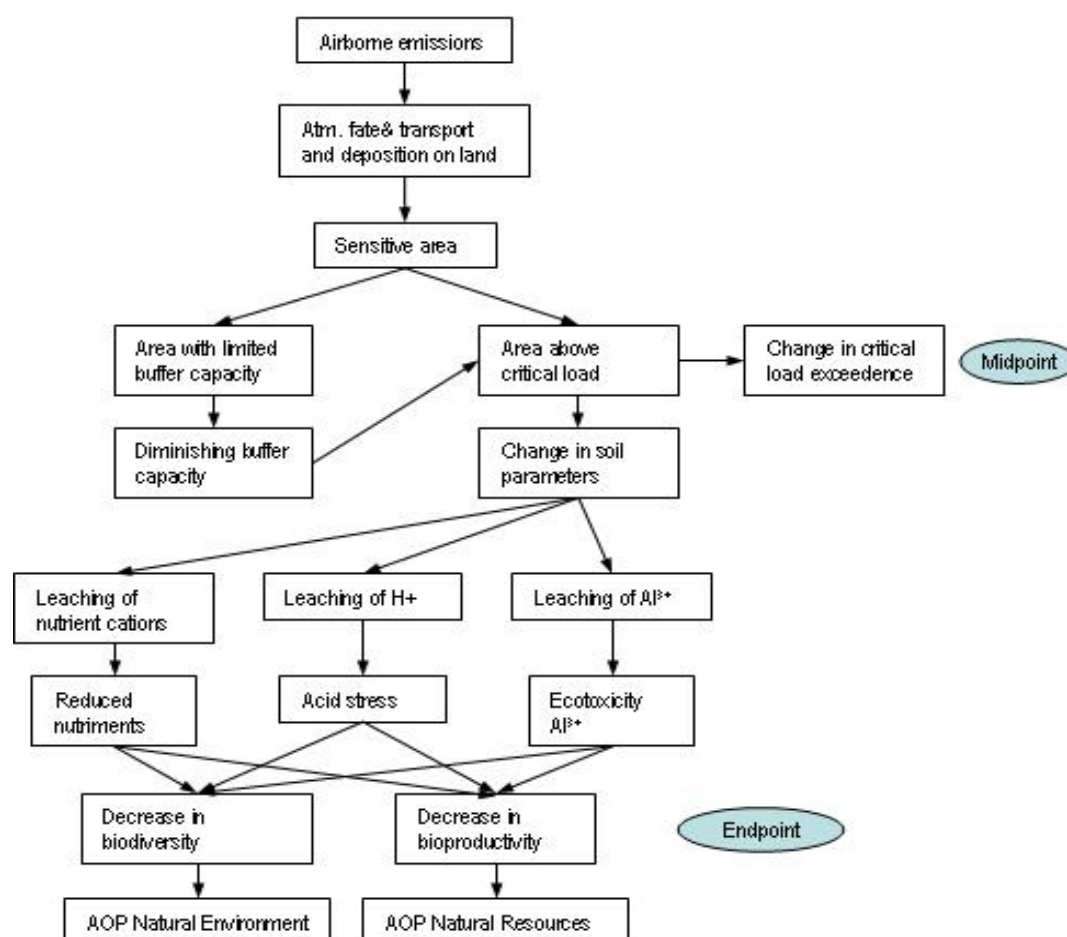 Airborne emissions
Atm. fate& transport
and deposition on land
Sensitive area
Area with limited
buffer capacity
Area above
critical load
Change in critical
load exceedence
Midpoint
Diminishing buffer
capacity
Change in soil
parameters
Leaching of
nutrient cations
Leaching of H+
Leaching of Al³⁺
Reduced
nutriments
Acid stress
Ecotoxicity
Al³⁺
Decrease in
biodiversity
Decrease in
bioproductivity
Endpoint
AOP Natural Environment
AOP Natural Resources